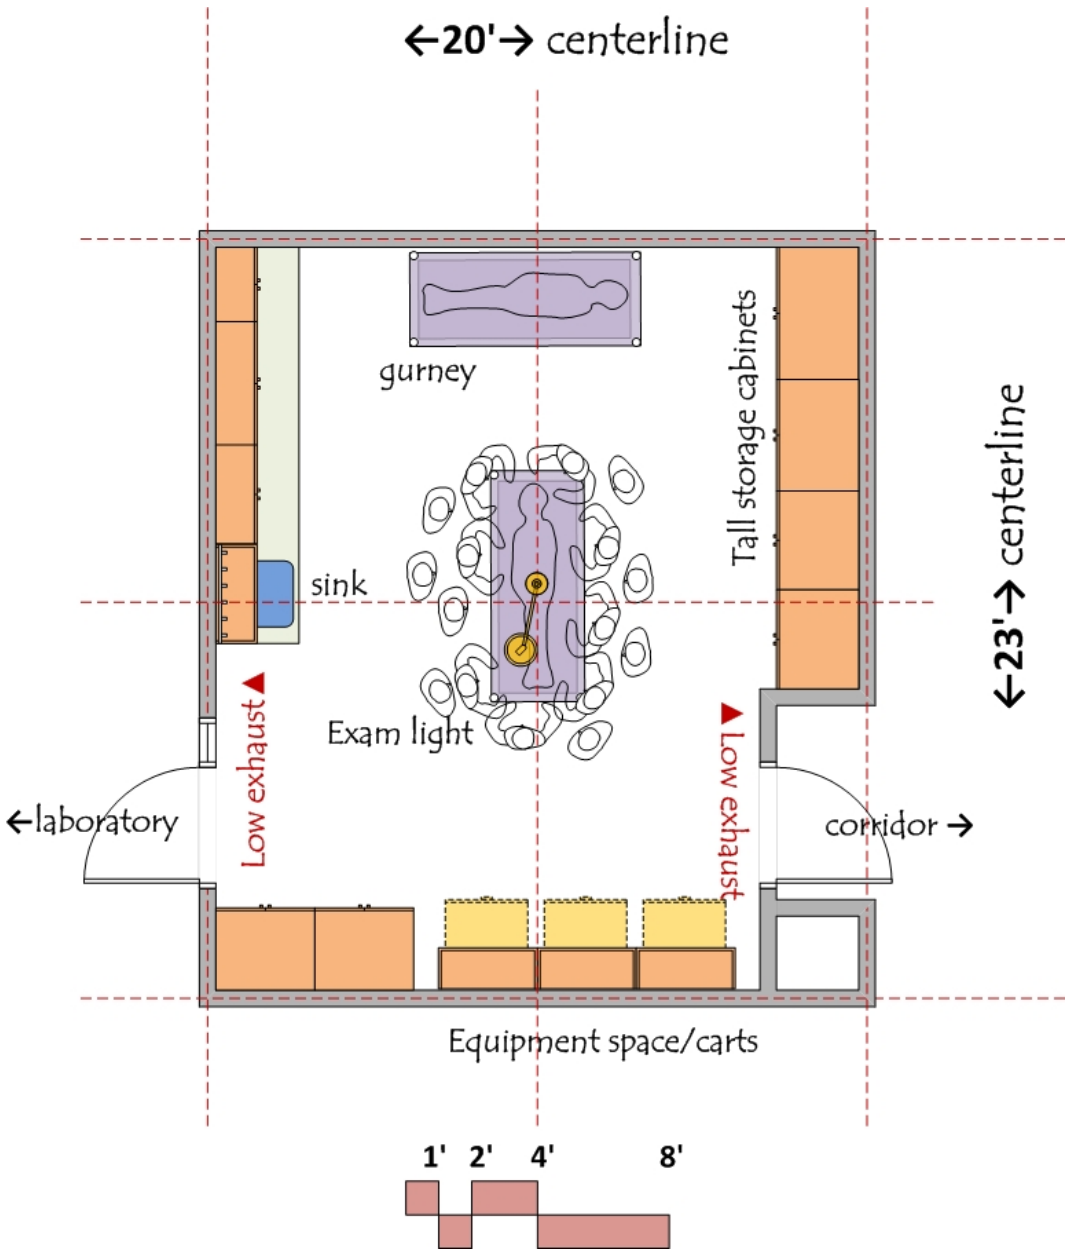 ←20'→ centerline
gurney
Tall storage cabinets
←23'→ centerline
sink
Exam light
Low exhaust
Low exhaust
←laboratory
corridor →
Equipment space/carts
1' 2' 4' 8'